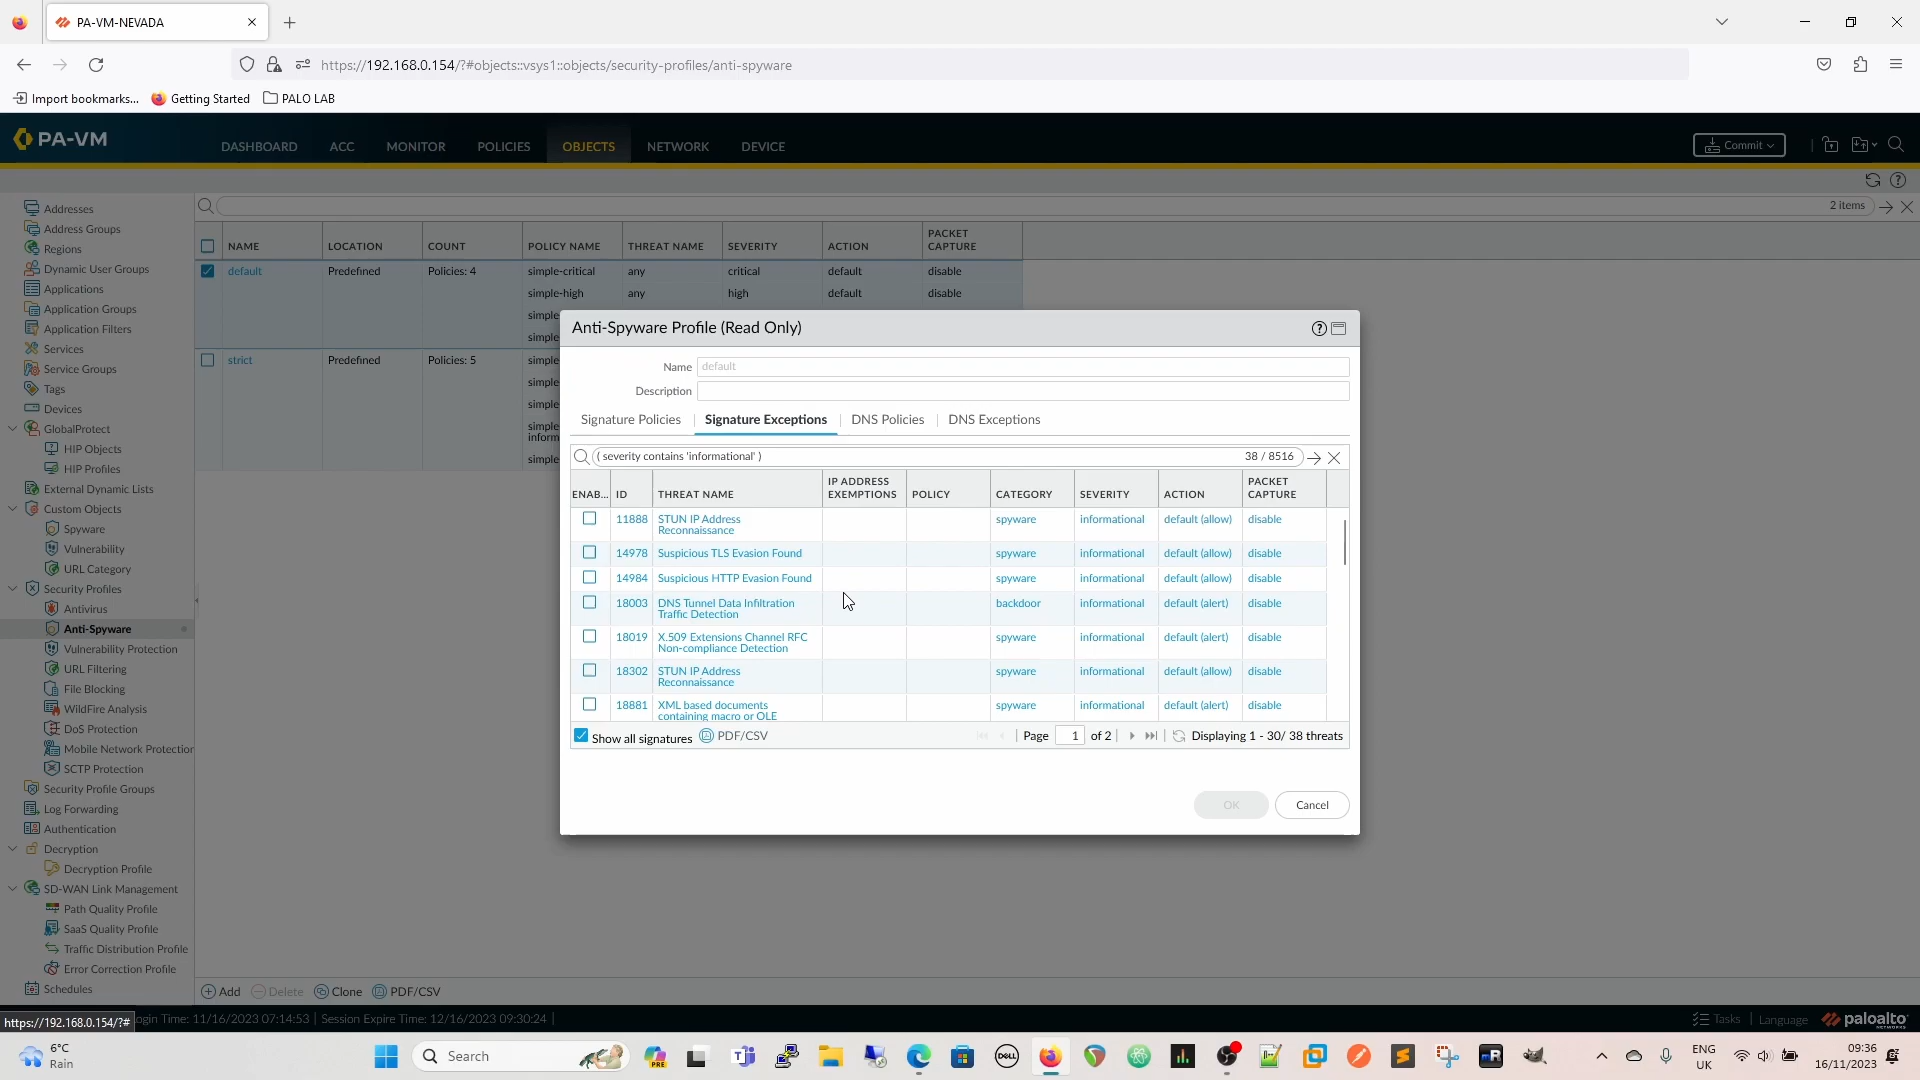 PA-VM-NEVADA
https://192.168.0.154/?#objects::vsys1::objects/security-profiles/anti-spyware
Import bookmarks... Getting Started PALO LAB
PA-VM
DASHBOARD ACC MONITOR POLICIES OBJECTS NETWORK DEVICE
Commit
Addresses
Address Groups
Regions
Dynamic User Groups
Applications
Application Groups
Application Filters
Services
Service Groups
Tags
Devices
GlobalProtect
HIP Objects
HIP Profiles
External Dynamic Lists
Custom Objects
Spyware
Vulnerability
URL Category
Security Profiles
Antivirus
Anti-Spyware
Vulnerability Protection
URL Filtering
File Blocking
WildFire Analysis
DoS Protection
Mobile Network Protection
SCTP Protection
Security Profile Groups
Log Forwarding
Authentication
Decryption
Decryption Profile
SD-WAN Link Management
Path Quality Profile
SaaS Quality Profile
Traffic Distribution Profile
Error Correction Profile
Schedules
2 items
NAME LOCATION COUNT POLICY NAME THREAT NAME SEVERITY ACTION PACKET CAPTURE
default Predefined Policies: 4 simple-critical any critical default disable
simple-high any high default disable
simple
simple
strict Predefined Policies: 5 simple
simple
simple
simple
inform
simple
Anti-Spyware Profile (Read Only)
Name default
Description
Signature Policies Signature Exceptions DNS Policies DNS Exceptions
( severity contains 'informational' ) 38 / 8516
ENAB... ID THREAT NAME IP ADDRESS EXEMPTIONS POLICY CATEGORY SEVERITY ACTION PACKET CAPTURE
11888 STUN IP Address Reconnaissance spyware informational default (allow) disable
14978 Suspicious TLS Evasion Found spyware informational default (allow) disable
14984 Suspicious HTTP Evasion Found spyware informational default (allow) disable
18003 DNS Tunnel Data Infiltration Traffic Detection backdoor informational default (alert) disable
18019 X.509 Extensions Channel RFC Non-compliance Detection spyware informational default (alert) disable
18302 STUN IP Address Reconnaissance spyware informational default (allow) disable
18881 XML based documents containing macro or OLE spyware informational default (alert) disable
Show all signatures PDF/CSV Page 1 of 2 Displaying 1 - 30/ 38 threats
OK Cancel
Add Delete Clone PDF/CSV
https://192.168.0.154/?# ogin Time: 11/16/2023 07:14:53 | Session Expire Time: 12/16/2023 09:30:24 |
Tasks | Language paloalto
NETWORKS
6°C
Rain
Search
PRE
DELL
ENG
UK
09:36
16/11/2023